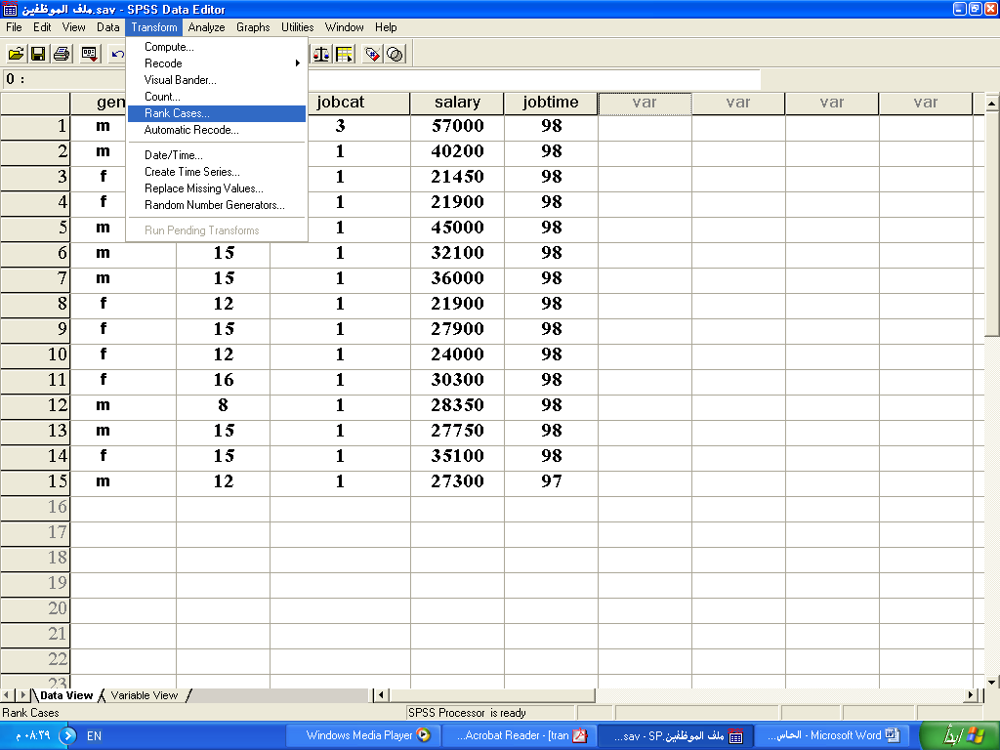 ملف الموظفين.sav - SPSS Data Editor
File Edit View Data Transform Analyze Graphs Utilities Window Help
Compute...
Recode
Visual Bander...
Count...
Rank Cases...
Automatic Recode...
Date/Time...
Create Time Series...
Replace Missing Values...
Random Number Generators...
Run Pending Transforms
0 :
gen jobcat salary jobtime var var var var
1 m 3 57000 98
2 m 1 40200 98
3 f 1 21450 98
4 f 1 21900 98
5 m 1 45000 98
6 m 15 1 32100 98
7 m 15 1 36000 98
8 f 12 1 21900 98
9 f 15 1 27900 98
10 f 12 1 24000 98
11 f 16 1 30300 98
12 m 8 1 28350 98
13 m 15 1 27750 98
14 f 15 1 35100 98
15 m 12 1 27300 97
16
17
18
19
20
21
22
23
Data View Variable View
Rank Cases SPSS Processor is ready
٠٨:٣٩ م EN Windows Media Player ...Acrobat Reader - [tran ...sav - SP.ملف الموظفين ...الحاس - Microsoft Word ابدأ